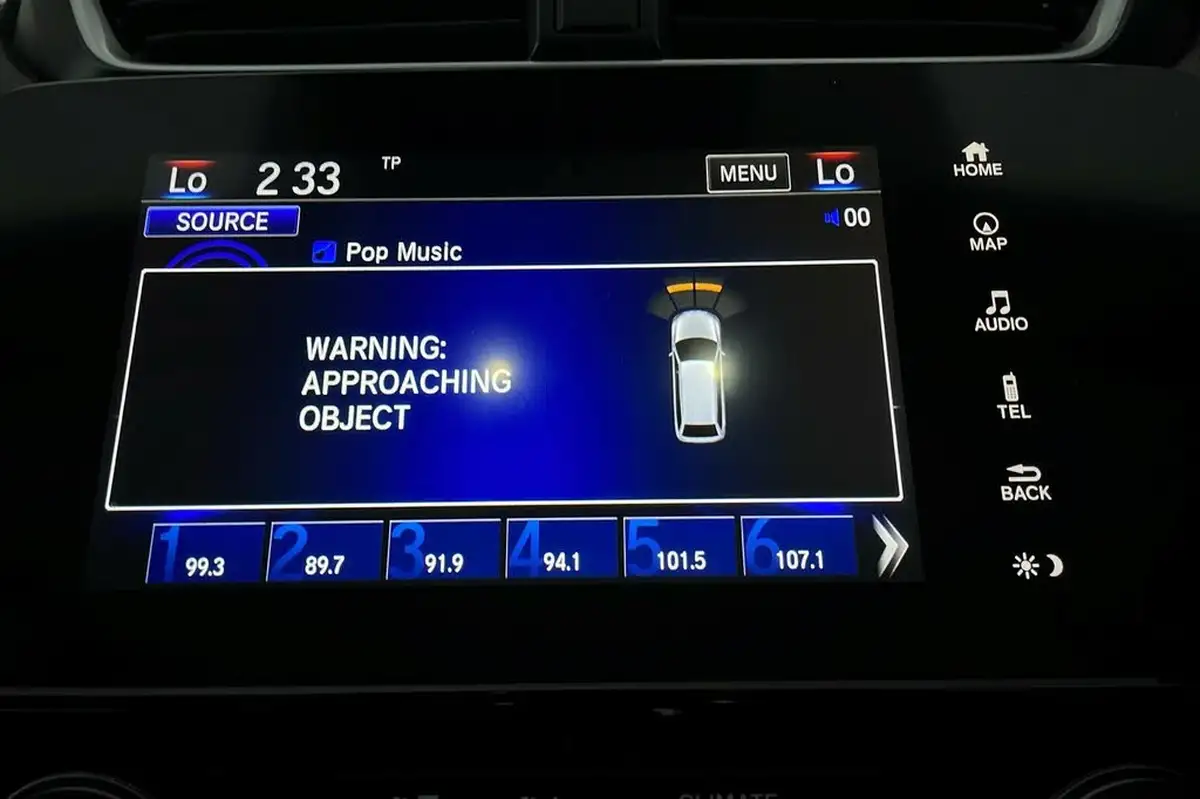 Lo 2 33 TP MENU Lo
SOURCE 00
Pop Music
WARNING:
APPROACHING
OBJECT
1 99.3 2 89.7 3 91.9 4 94.1 5 101.5 6 107.1
HOME
MAP
AUDIO
TEL
BACK
CLIMATE